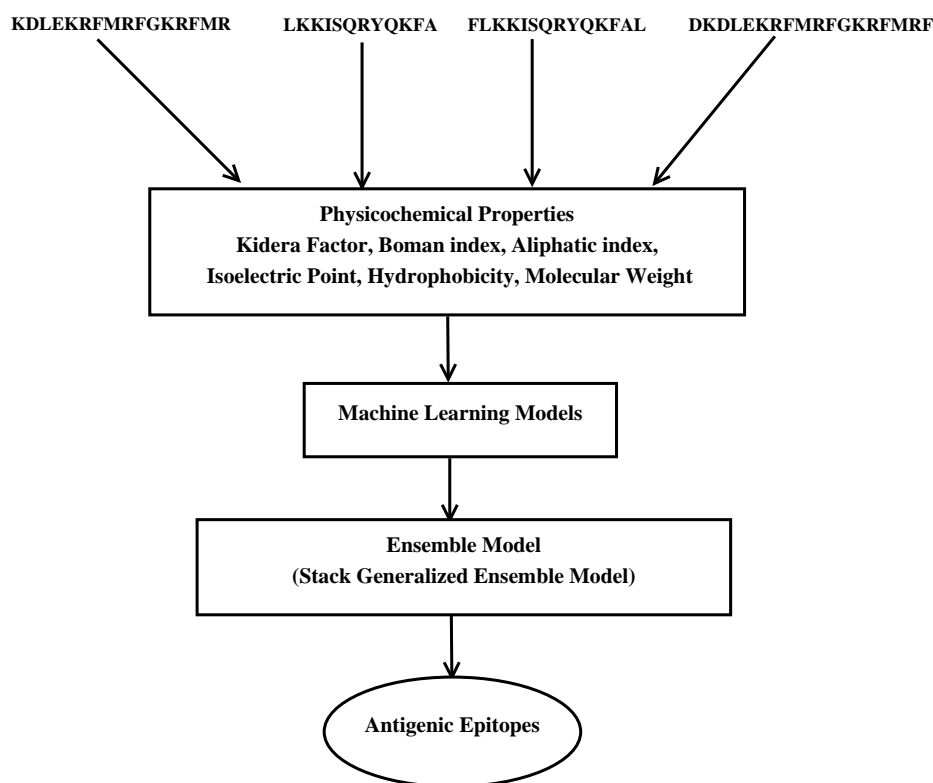 KDLEKRFMRFGKRFMR LKKISQRYQKFA FLKKISQRYQKFAL DKDLEKRFMRFGKRFMRF
Physicochemical Properties
Kidera Factor, Boman index, Aliphatic index,
Isoelectric Point, Hydrophobicity, Molecular Weight
Machine Learning Models
Ensemble Model
(Stack Generalized Ensemble Model)
Antigenic Epitopes